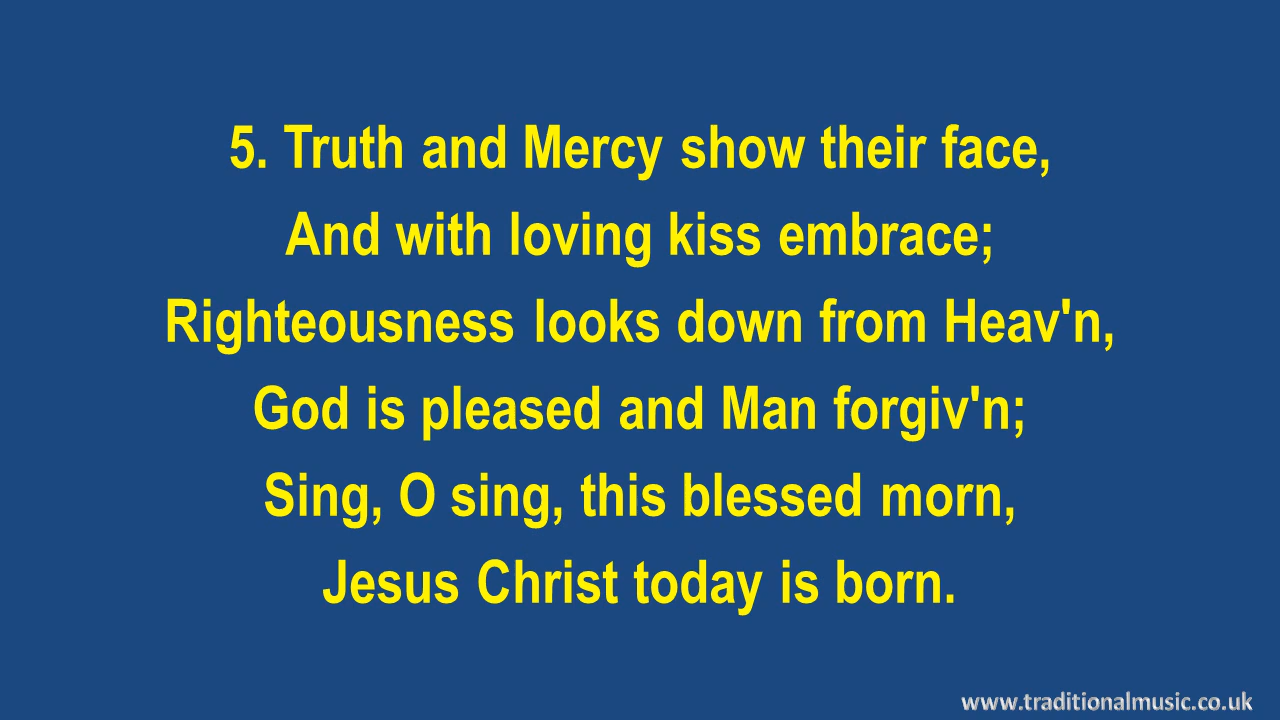 5. Truth and Mercy show their face,
And with loving kiss embrace;
Righteousness looks down from Heav'n,
God is pleased and Man forgiv'n;
Sing, O sing, this blessed morn,
Jesus Christ today is born.
www.traditionalmusic.co.uk